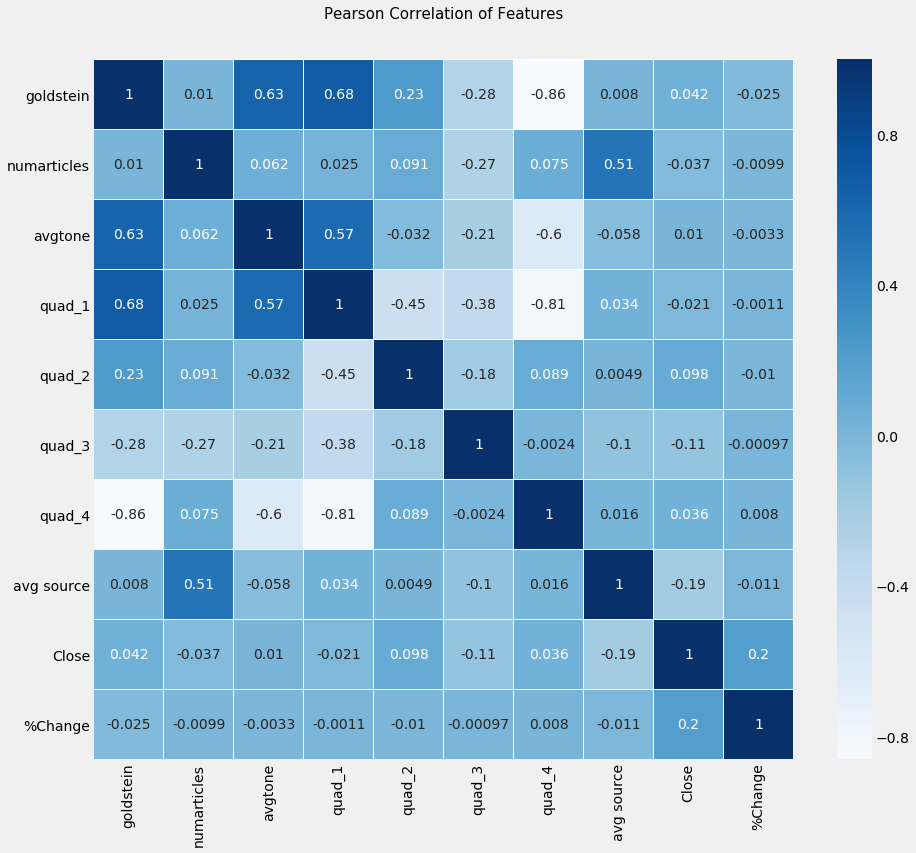 Pearson Correlation of Features
goldstein 1 0.01 0.63 0.68 0.23 -0.28 -0.86 0.008 0.042 -0.025
numarticles 0.01 1 0.062 0.025 0.091 -0.27 0.075 0.51 -0.037 -0.0099
avgtone 0.63 0.062 1 0.57 -0.032 -0.21 -0.6 -0.058 0.01 -0.0033
quad_1 0.68 0.025 0.57 1 -0.45 -0.38 -0.81 0.034 -0.021 -0.0011
quad_2 0.23 0.091 -0.032 -0.45 1 -0.18 0.089 0.0049 0.098 -0.01
quad_3 -0.28 -0.27 -0.21 -0.38 -0.18 1 -0.0024 -0.1 -0.11 -0.00097
quad_4 -0.86 0.075 -0.6 -0.81 0.089 -0.0024 1 0.016 0.036 0.008
avg source 0.008 0.51 -0.058 0.034 0.0049 -0.1 0.016 1 -0.19 -0.011
Close 0.042 -0.037 0.01 -0.021 0.098 -0.11 0.036 -0.19 1 0.2
%Change -0.025 -0.0099 -0.0033 -0.0011 -0.01 -0.00097 0.008 -0.011 0.2 1
goldstein numarticles avgtone quad_1 quad_2 quad_3 quad_4 avg source Close %Change
0.8
0.4
0.0
−0.4
−0.8